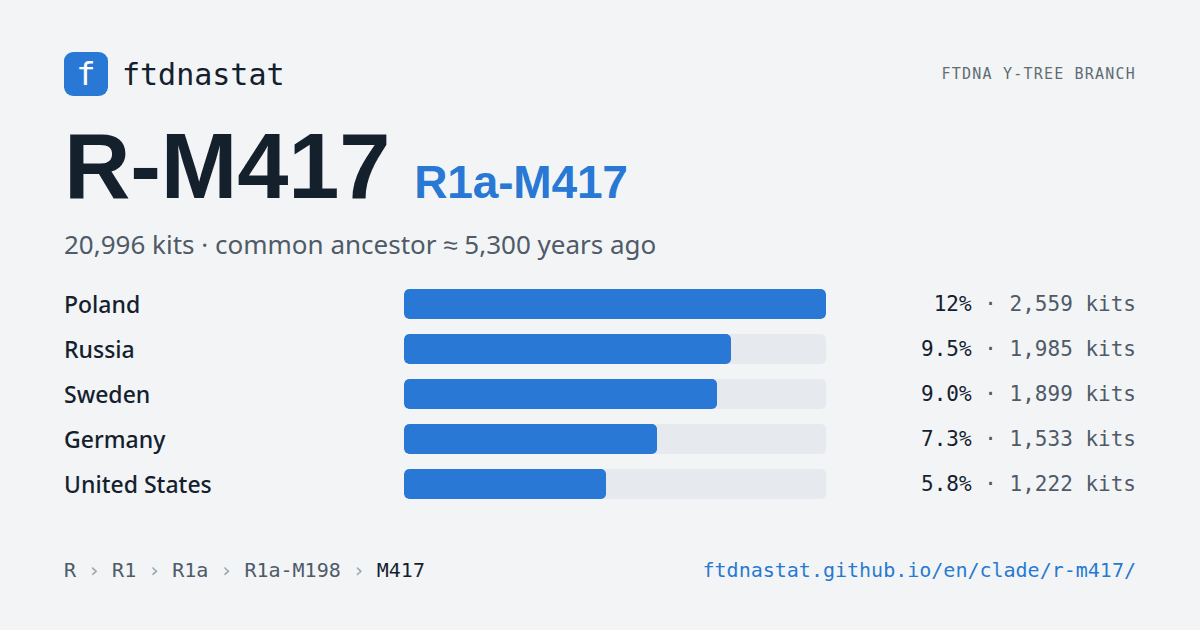 f ftdnastat
FTDNA Y-TREE BRANCH
R-M417 R1a-M417
20,996 kits · common ancestor ≈ 5,300 years ago
Poland 12% · 2,559 kits
Russia 9.5% · 1,985 kits
Sweden 9.0% · 1,899 kits
Germany 7.3% · 1,533 kits
United States 5.8% · 1,222 kits
R › R1 › R1a › R1a-M198 › M417
ftdnastat.github.io/en/clade/r-m417/